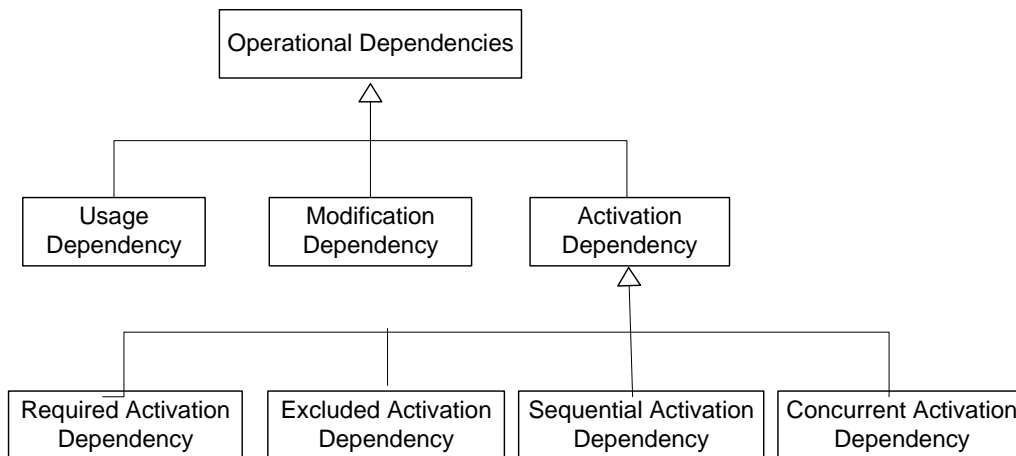 Operational Dependencies
Usage
Dependency
Modification
Dependency
Activation
Dependency
Required Activation
Dependency
Excluded Activation
Dependency
Sequential Activation
Dependency
Concurrent Activation
Dependency